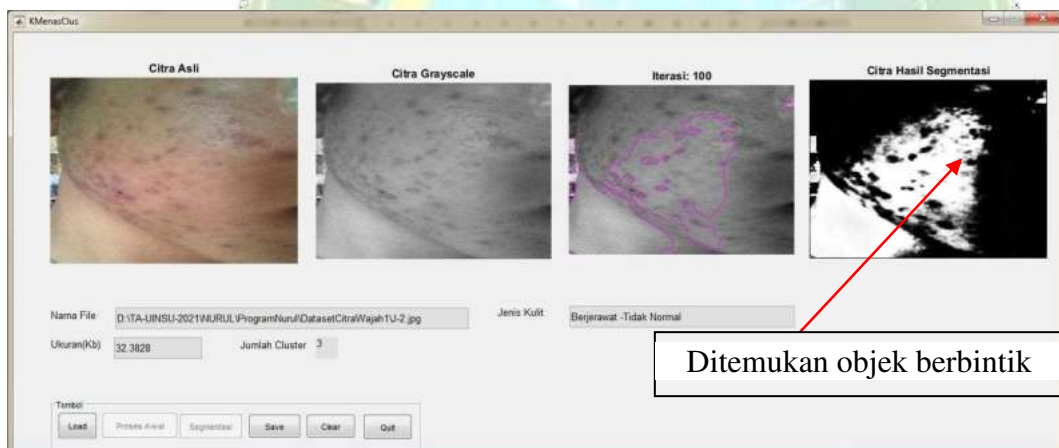 KMenasClus
Citra Asli
Citra Grayscale
Iterasi: 100
Citra Hasil Segmentasi
Nama File
D:\TA-UINSU-2021\NURUL\ProgramNurul\DatasetCitraWajah1\J-2.jpg
Jenis Kulit
Berjerawat -Tidak Normal
Ukuran(Kb)
32.3828
Jumlah Cluster
3
Ditemukan objek berbintik
Tombol
Load
Proses Awal
Segmentasi
Save
Clear
Quit